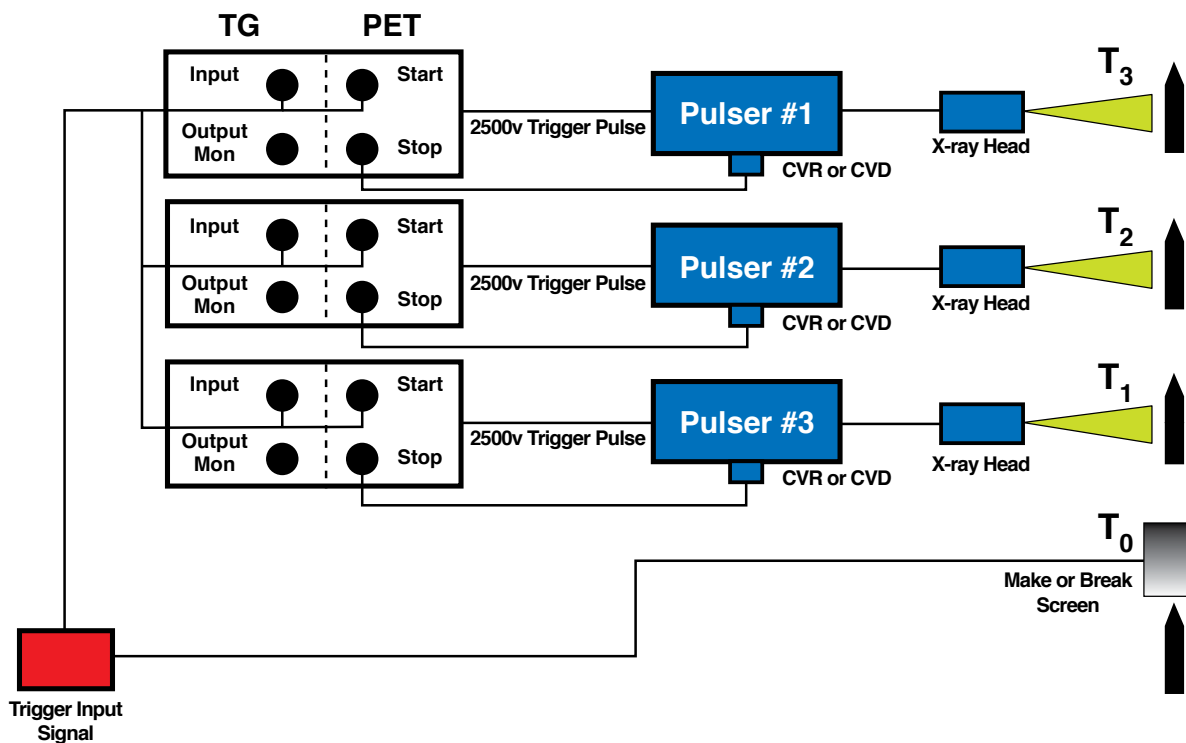 TG PET
Input Start
Output
Mon
Stop
2500v Trigger Pulse
Pulser #1
CVR or CVD
X-ray Head
T3
Input Start
Output
Mon
Stop
2500v Trigger Pulse
Pulser #2
CVR or CVD
X-ray Head
T2
Input Start
Output
Mon
Stop
2500v Trigger Pulse
Pulser #3
CVR or CVD
X-ray Head
T1
T0
Make or Break
Screen
Trigger Input
Signal